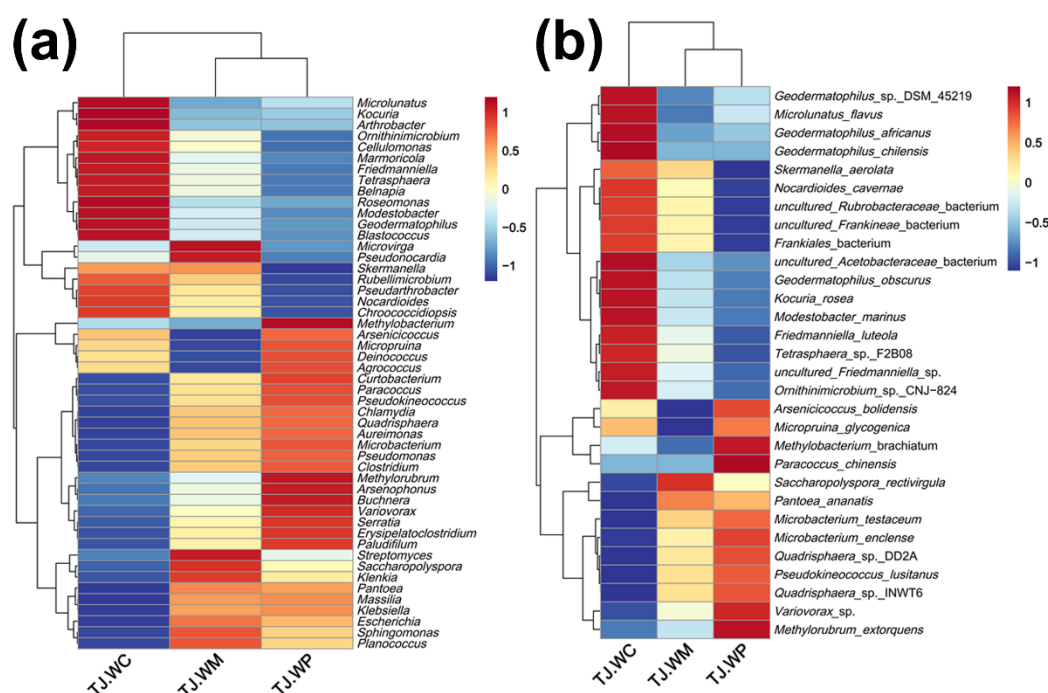 (a)
Microlunatus
Kocuria
Arthrobacter
Ornithinimicrobium
Cellulomonas
Marmoricola
Friedmanniella
Tetrasphaera
Belnapia
Roseomonas
Modestobacter
Geodermatophilus
Blastococcus
Microvirga
Pseudonocardia
Skermanella
Rubellimicrobium
Pseudarthrobacter
Nocardioides
Chroococcidiopsis
Methylobacterium
Arsenicicoccus
Micropruina
Deinococcus
Agrococcus
Curtobacterium
Paracoccus
Pseudokineococcus
Chlamydia
Quadrisphaera
Aureimonas
Microbacterium
Pseudomonas
Clostridium
Methylorubrum
Arsenophonus
Buchnera
Variovorax
Serratia
Erysipelatoclostridium
Paludifilum
Streptomyces
Saccharopolyspora
Klenkia
Pantoea
Massilia
Klebsiella
Escherichia
Sphingomonas
Planococcus
TJ.WC TJ.WM TJ.WP
1
0.5
0
−0.5
−1
(b)
Geodermatophilus_sp._DSM_45219
Microlunatus_flavus
Geodermatophilus_africanus
Geodermatophilus_chilensis
Skermanella_aerolata
Nocardioides_cavernae
uncultured_Rubrobacteraceae_bacterium
uncultured_Frankineae_bacterium
Frankiales_bacterium
uncultured_Acetobacteraceae_bacterium
Geodermatophilus_obscurus
Kocuria_rosea
Modestobacter_marinus
Friedmanniella_luteola
Tetrasphaera_sp._F2B08
uncultured_Friedmanniella_sp.
Ornithinimicrobium_sp._CNJ−824
Arsenicicoccus_bolidensis
Micropruina_glycogenica
Methylobacterium_brachiatum
Paracoccus_chinensis
Saccharopolyspora_rectivirgula
Pantoea_ananatis
Microbacterium_testaceum
Microbacterium_enclense
Quadrisphaera_sp._DD2A
Pseudokineococcus_lusitanus
Quadrisphaera_sp._INWT6
Variovorax_sp.
Methylorubrum_extorquens
TJ.WC TJ.WM TJ.WP
1
0.5
0
−0.5
−1